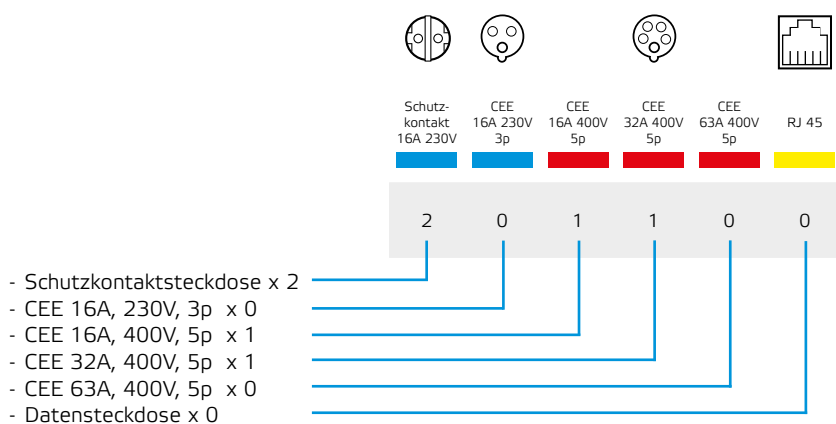 Schutz-
kontakt
16A 230V
CEE
16A 230V
3p
CEE
16A 400V
5p
CEE
32A 400V
5p
CEE
63A 400V
5p
RJ 45
2 0 1 1 0 0
- Schutzkontaktsteckdose x 2
- CEE 16A, 230V, 3p x 0
- CEE 16A, 400V, 5p x 1
- CEE 32A, 400V, 5p x 1
- CEE 63A, 400V, 5p x 0
- Datensteckdose x 0